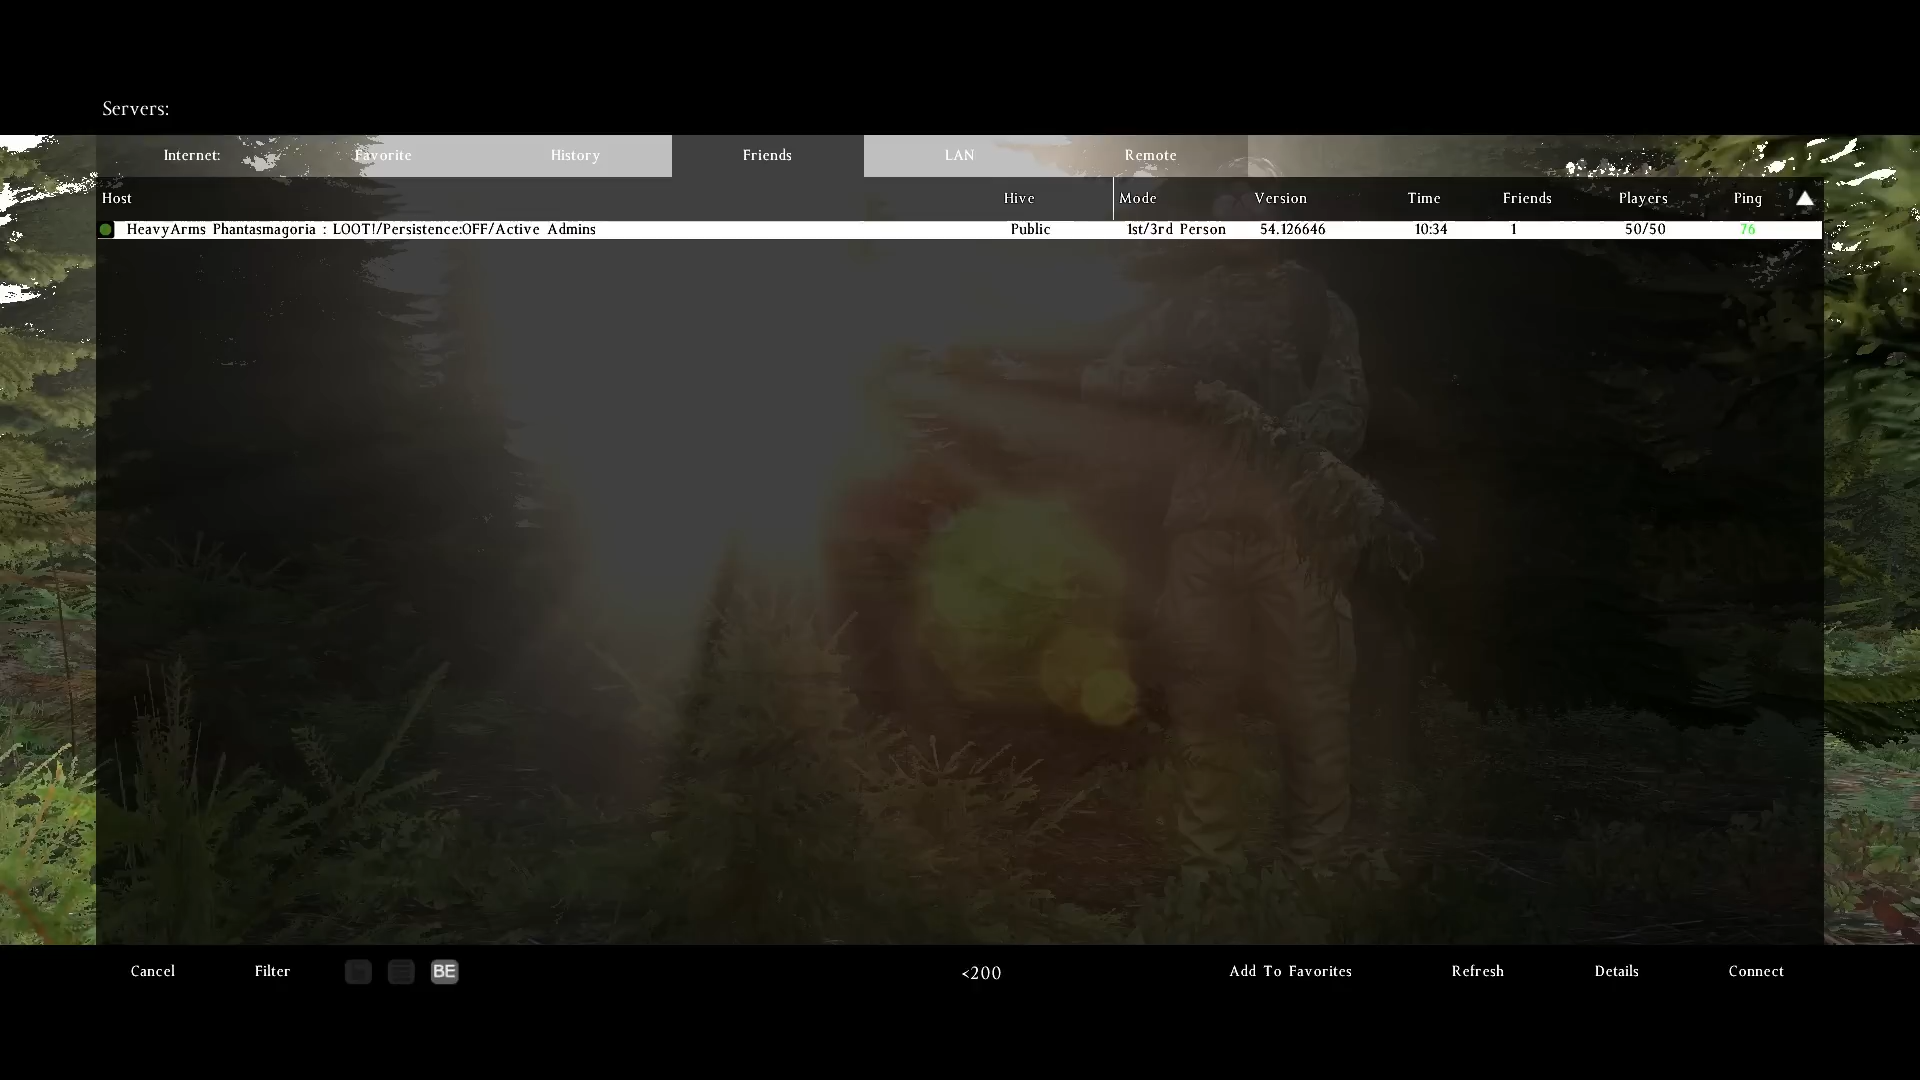 Servers:
Internet: Favorite History Friends LAN Remote
Host Hive Mode Version Time Friends Players Ping
HeavyArms Phantasmagoria : LOOT!/Persistence:OFF/Active Admins Public 1st/3rd Person 54.126646 10:34 1 50/50 76
Cancel Filter BE <200 Add To Favorites Refresh Details Connect